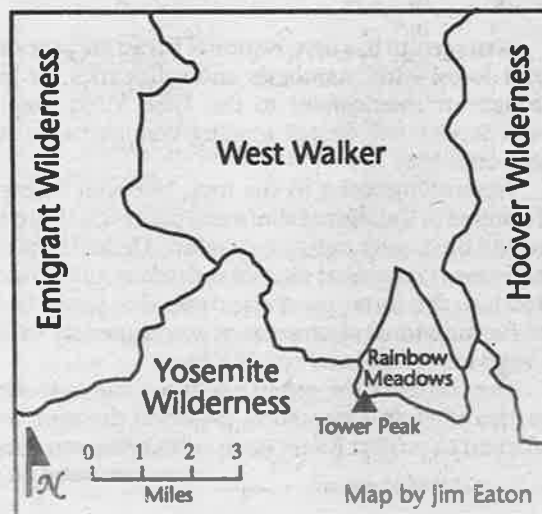 Emigrant Wilderness
West Walker
Hoover Wilderness
Yosemite
Wilderness
Rainbow
Meadows
Tower Peak
N
0 1 2 3
Miles
Map by Jim Eaton